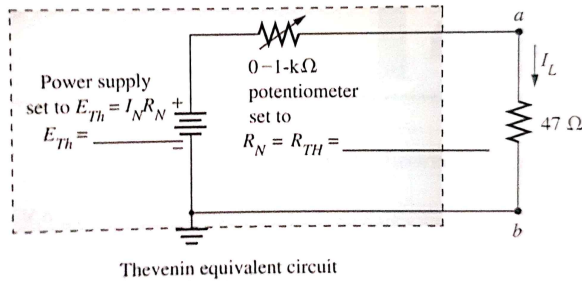 a
I_L
0–1-kΩ
potentiometer
set to
R_N = R_TH = ________
Power supply
set to E_Th = I_N R_N
E_Th = ________
+
–
47 Ω
b
Thevenin equivalent circuit